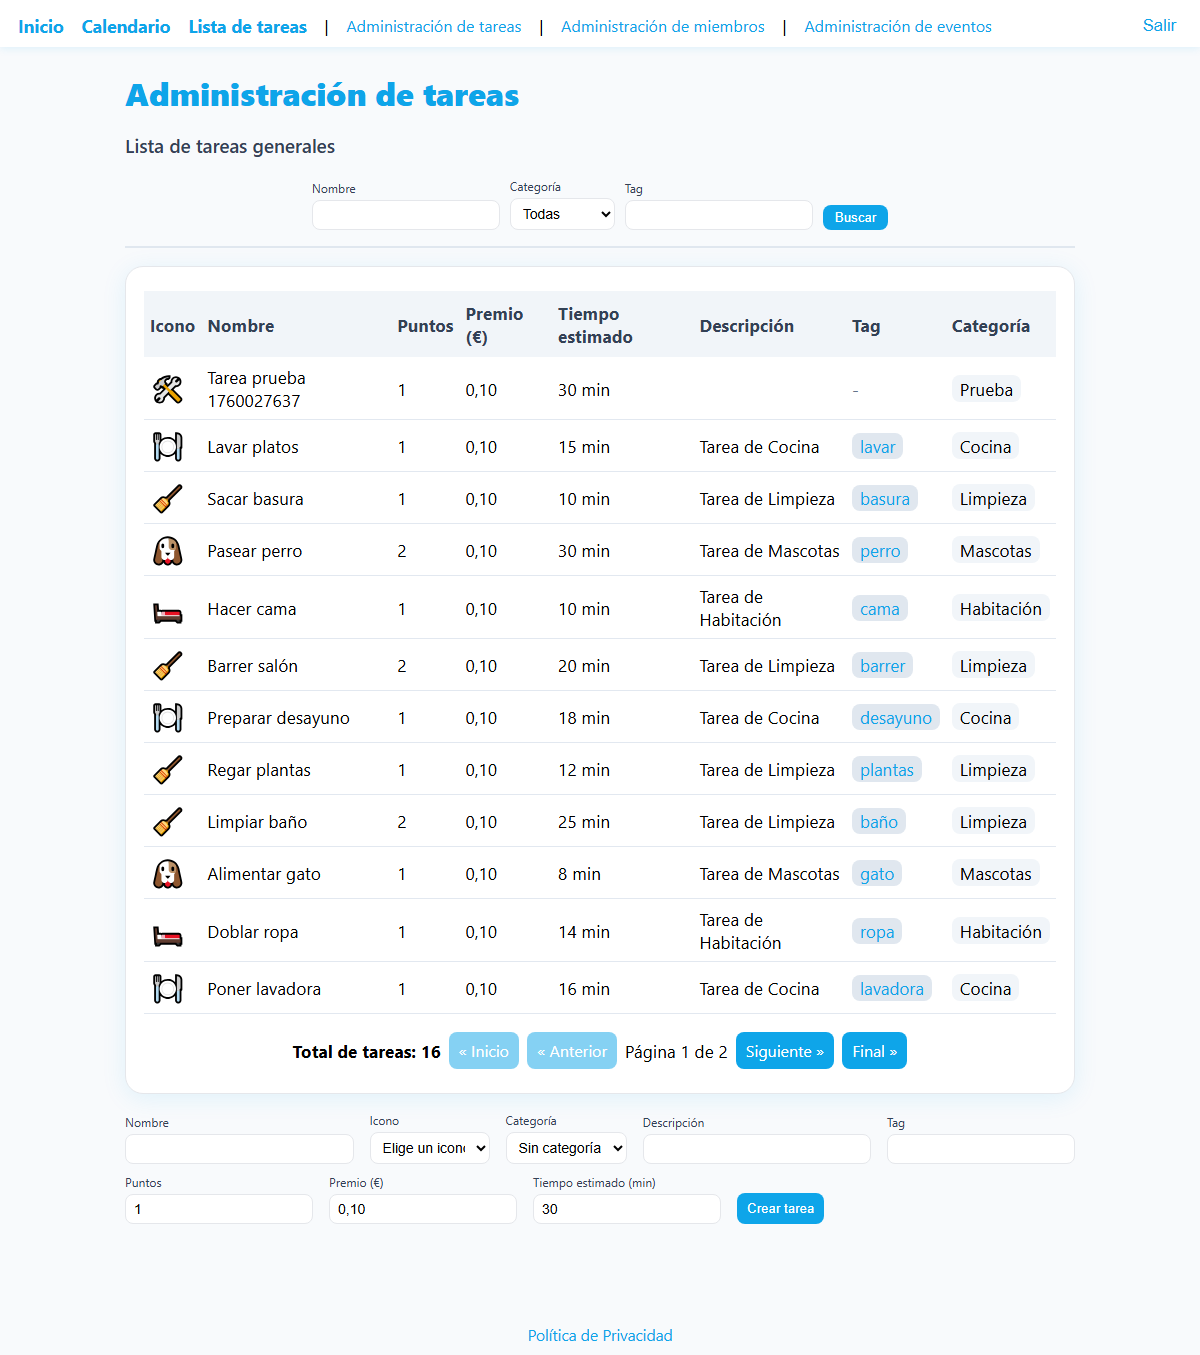 Inicio Calendario Lista de tareas | Administración de tareas | Administración de miembros | Administración de eventos Salir
Administración de tareas
Lista de tareas generales
Nombre Categoría Tag
Todas Buscar
Icono Nombre Puntos Premio (€) Tiempo estimado Descripción Tag Categoría
Tarea prueba 1760027637 1 0,10 30 min - Prueba
Lavar platos 1 0,10 15 min Tarea de Cocina lavar Cocina
Sacar basura 1 0,10 10 min Tarea de Limpieza basura Limpieza
Pasear perro 2 0,10 30 min Tarea de Mascotas perro Mascotas
Hacer cama 1 0,10 10 min Tarea de Habitación cama Habitación
Barrer salón 2 0,10 20 min Tarea de Limpieza barrer Limpieza
Preparar desayuno 1 0,10 18 min Tarea de Cocina desayuno Cocina
Regar plantas 1 0,10 12 min Tarea de Limpieza plantas Limpieza
Limpiar baño 2 0,10 25 min Tarea de Limpieza baño Limpieza
Alimentar gato 1 0,10 8 min Tarea de Mascotas gato Mascotas
Doblar ropa 1 0,10 14 min Tarea de Habitación ropa Habitación
Poner lavadora 1 0,10 16 min Tarea de Cocina lavadora Cocina
Total de tareas: 16 « Inicio « Anterior Página 1 de 2 Siguiente » Final »
Nombre Icono Categoría Descripción Tag
Elige un icon Sin categoría
Puntos Premio (€) Tiempo estimado (min)
1 0,10 30 Crear tarea
Política de Privacidad